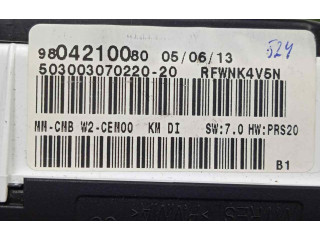 9804210080 05/06/13
524
503003070220-20 RFWNK4V5N
MM-CMB W2-CEM00 KM DI SW:7.0 HW:PRS20
B1